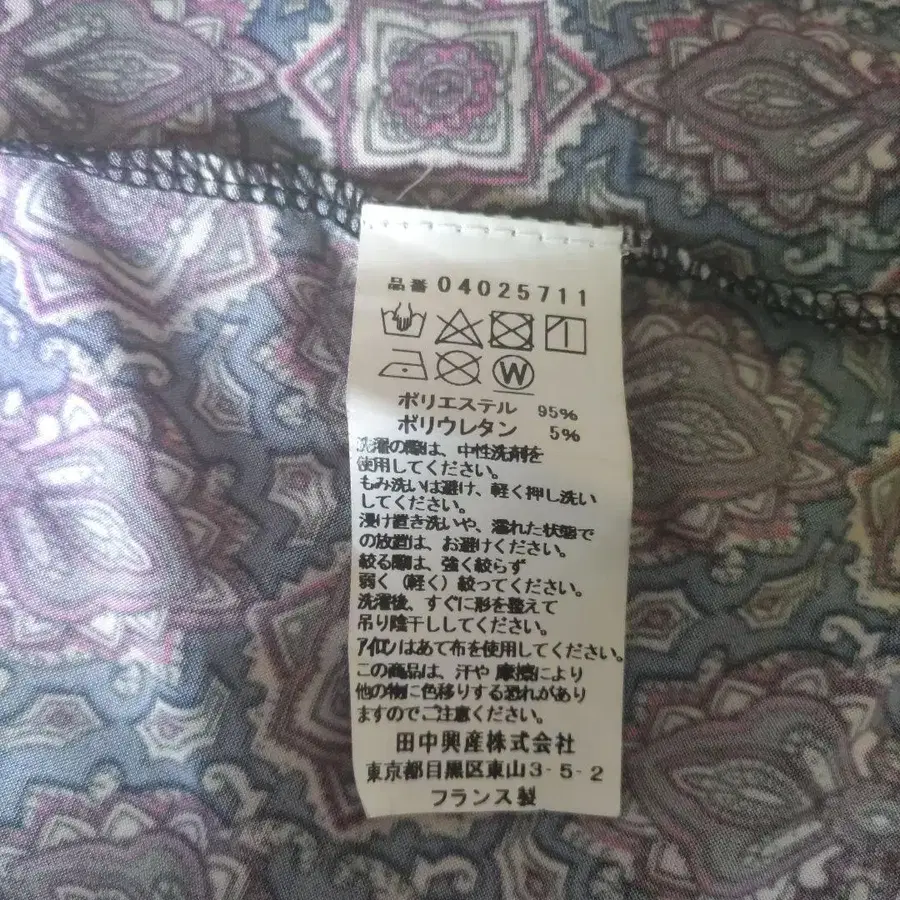 品番 04025711
W
ポリエステル 95%
ポリウレタン 5%
洗濯の際は、中性洗剤を
使用してください。
もみ洗いは避け、軽く押し洗い
してください。
浸け置き洗いや、濡れた状態で
の放置は、お避けください。
絞る際は、強く絞らず
弱く（軽く）絞ってください。
洗濯後、すぐに形を整えて
吊り陰干ししてください。
アイロンはあて布を使用してください。
この商品は、汗や 摩擦により
他の物に色移りする恐れがあり
ますのでご注意ください。
田中興産株式会社
東京都目黒区東山3-5-2
フランス製